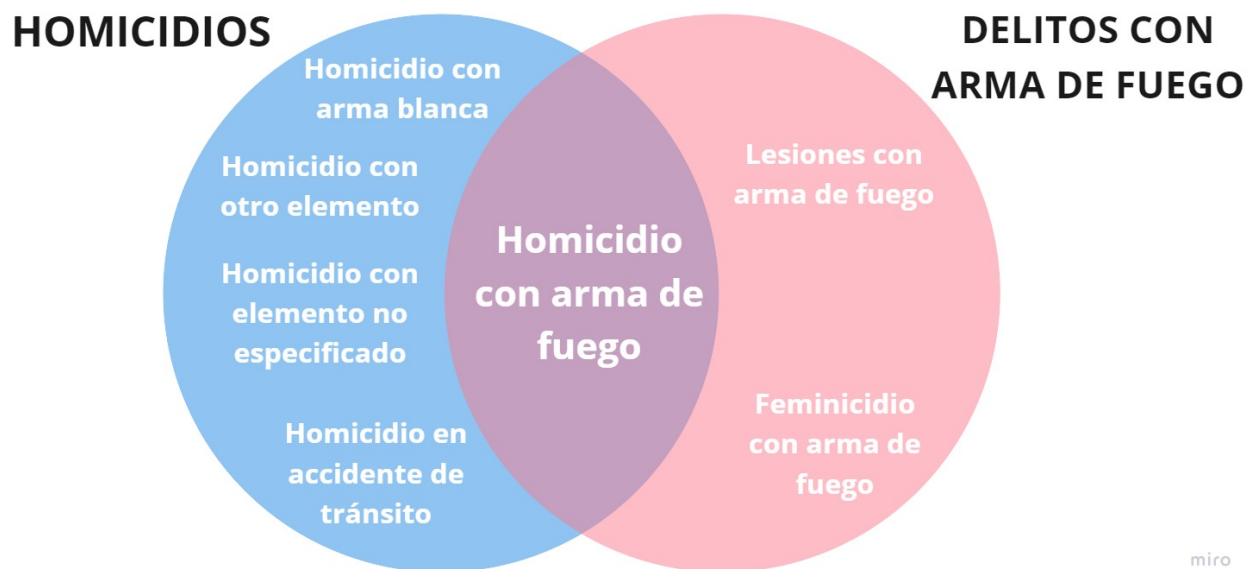 HOMICIDIOS
Homicidio con
arma blanca
Homicidio con
otro elemento
Homicidio con
elemento no
especificado
Homicidio en
accidente de
tránsito
Homicidio
con arma de
fuego
DELITOS CON
ARMA DE FUEGO
Lesiones con
arma de fuego
Feminicidio
con arma de
fuego
miro